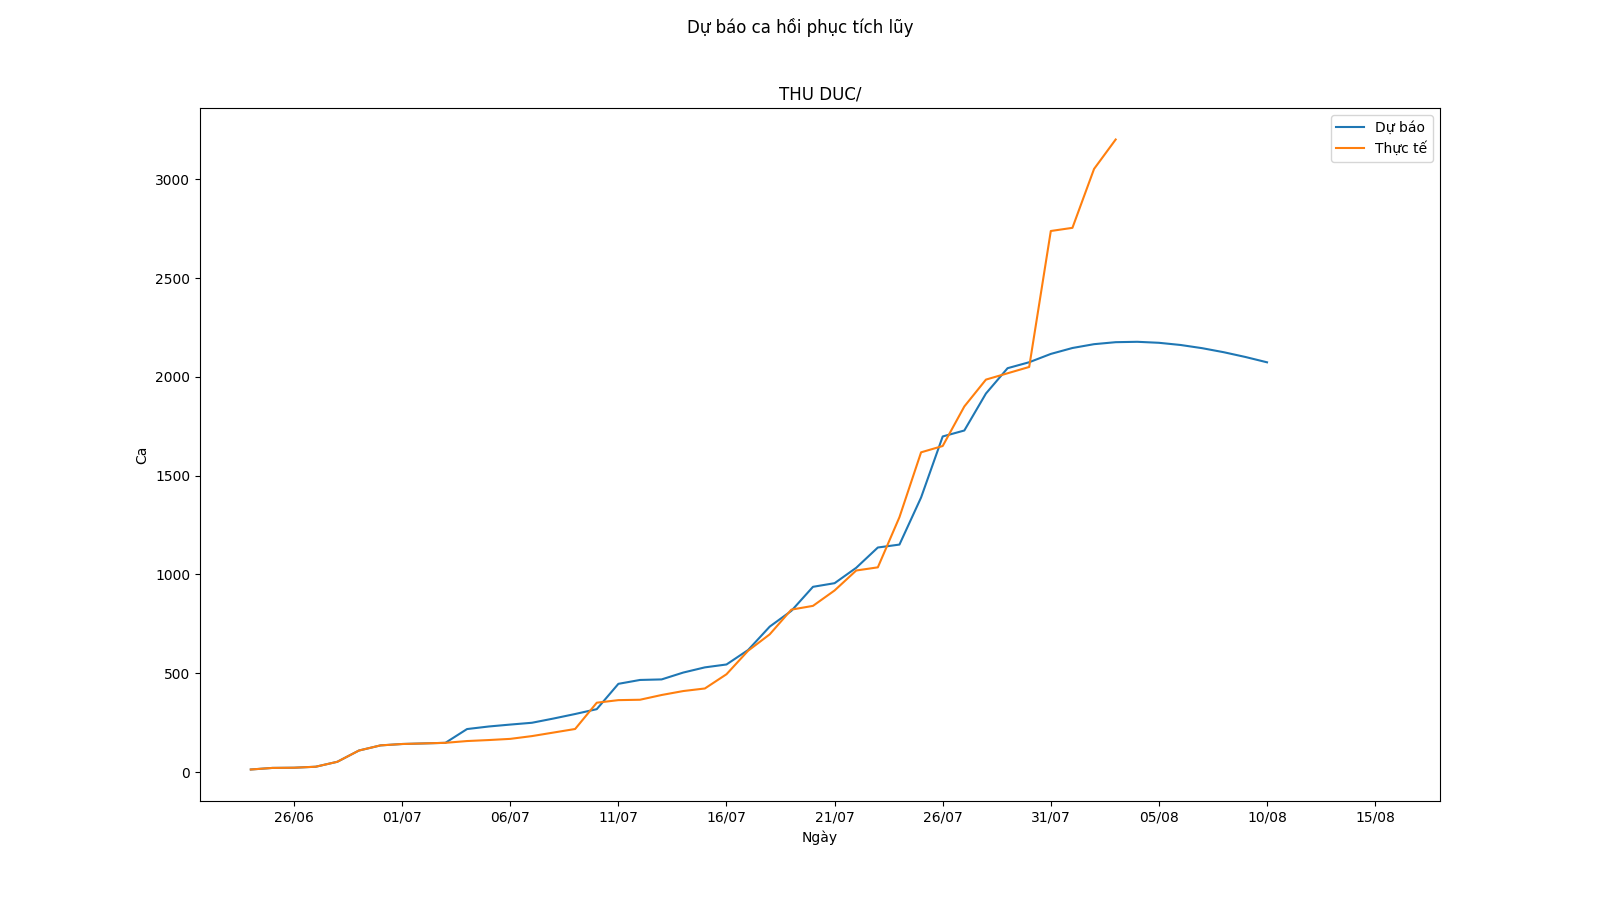 Dự báo ca hồi phục tích lũy
THU DUC/
Dự báo
Thực tế
3000
2500
2000
1500
1000
500
0
Ca
26/06 01/07 06/07 11/07 16/07 21/07 26/07 31/07 05/08 10/08 15/08
Ngày